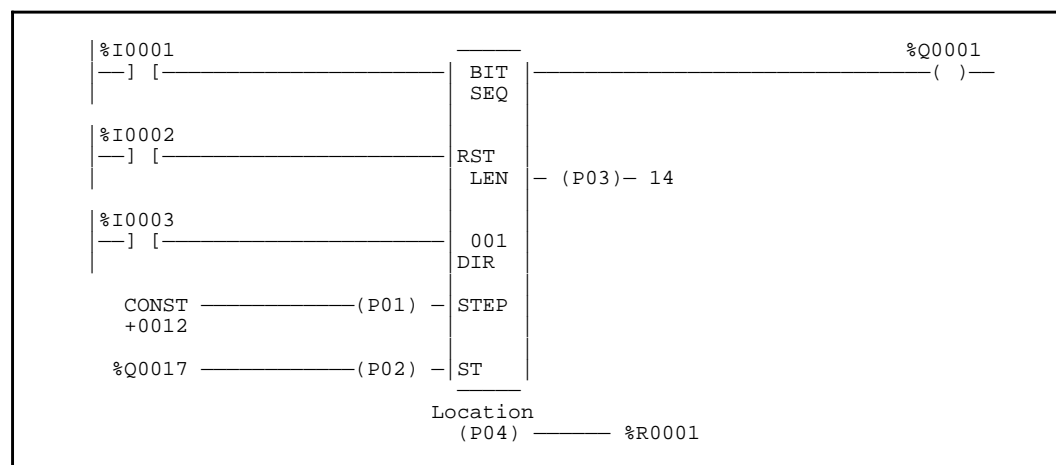 %I0001 %Q0001
] [ BIT ( )
SEQ
%I0002
] [ RST
LEN (P03) 14
%I0003
] [ 001
DIR
CONST (P01) STEP
+0012
%Q0017 (P02) ST
Location
(P04) %R0001